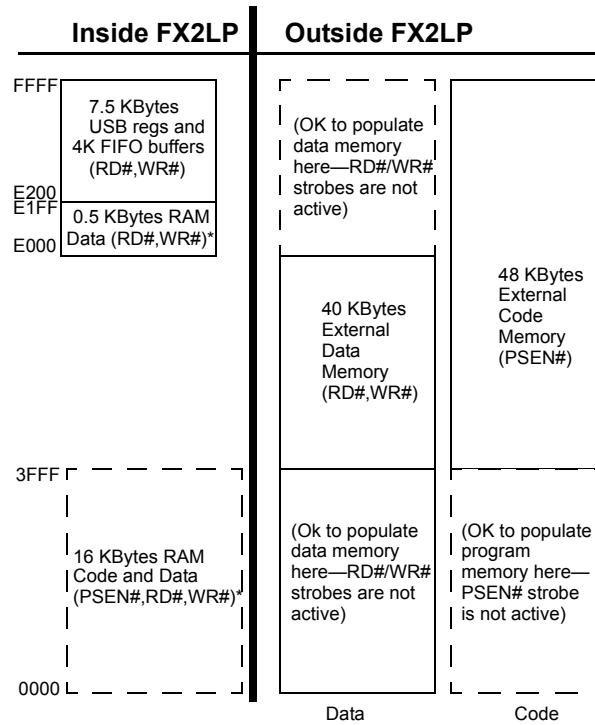 Inside FX2LP
Outside FX2LP
FFFF
7.5 KBytes
USB regs and
4K FIFO buffers
(RD#,WR#)
E200
E1FF
0.5 KBytes RAM
Data (RD#,WR#)*
E000
(OK to populate
data memory
here—RD#/WR#
strobes are not
active)
40 KBytes
External
Data
Memory
(RD#,WR#)
48 KBytes
External
Code
Memory
(PSEN#)
3FFF
16 KBytes RAM
Code and Data
(PSEN#,RD#,WR#)*
(Ok to populate
data memory
here—RD#/WR#
strobes are not
active)
(OK to populate
program
memory here—
PSEN# strobe
is not active)
0000
Data
Code